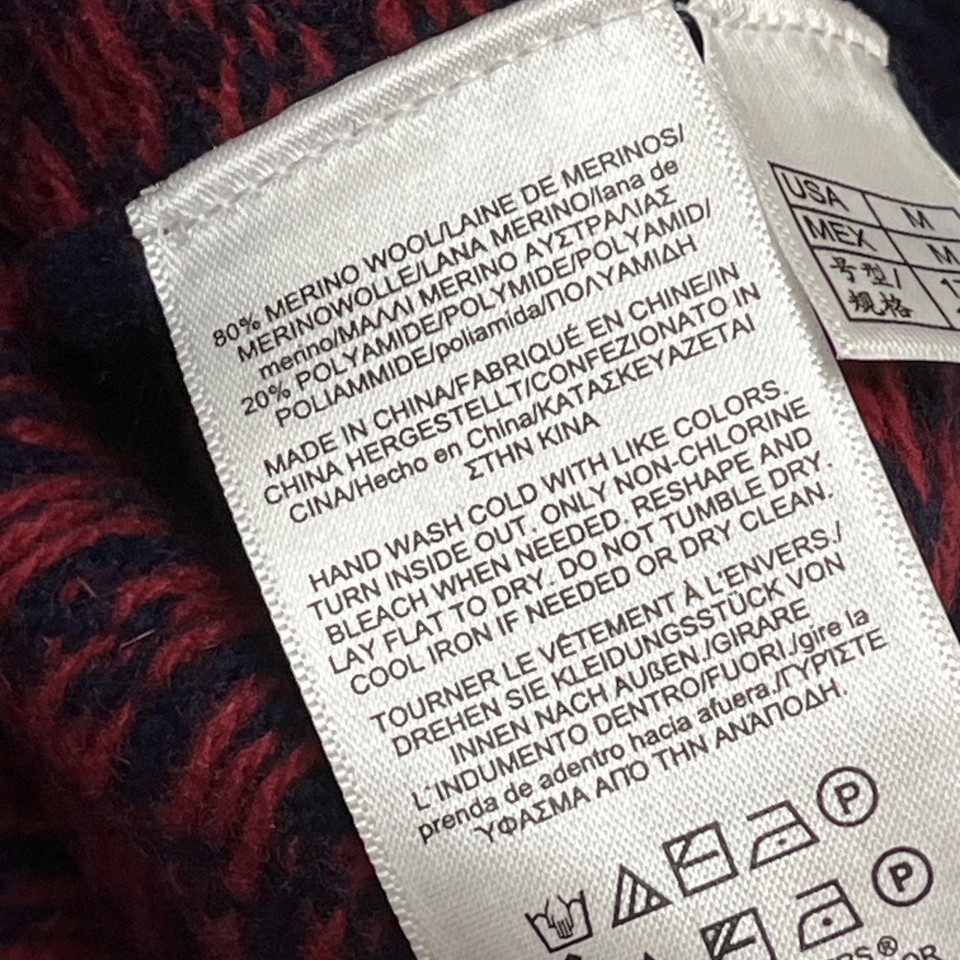 80% MERINO WOOL/LAINE DE MERINOS/
MERINOWOLLE/LANA MERINO/lana de
merino/ΜΑΛΛΙ MERINO ΑΥΣΤΡΑΛΙΑΣ
20% POLYAMIDE/POLYMIDE/POLYAMID/
POLIAMMIDE/poliamida/ΠΟΛΥΑΜΙΔΗ
MADE IN CHINA/FABRIQUÉ EN CHINE/IN
CHINA HERGESTELLT/CONFEZIONATO IN
CINA/Hecho en China/ΚΑΤΑΣΚΕΥΑΖΕΤΑΙ
ΣΤΗΝ ΚΙΝΑ
HAND WASH COLD WITH LIKE COLORS.
TURN INSIDE OUT. ONLY NON-CHLORINE
BLEACH WHEN NEEDED. RESHAPE AND
LAY FLAT TO DRY. DO NOT TUMBLE DRY.
COOL IRON IF NEEDED OR DRY CLEAN.
TOURNER LE VÊTEMENT À L'ENVERS./
DREHEN SIE KLEIDUNGSSTÜCK VON
INNEN NACH AUßEN./GIRARE
L'INDUMENTO DENTRO/FUORI./gire la
prenda de adentro hacia afuera./ΓΥΡΙΣΤΕ
ΥΦΑΣΜΑ ΑΠΟ ΤΗΝ ΑΝΑΠΟΔΗ.
P
P
USA M
MEX M
号型/
规格